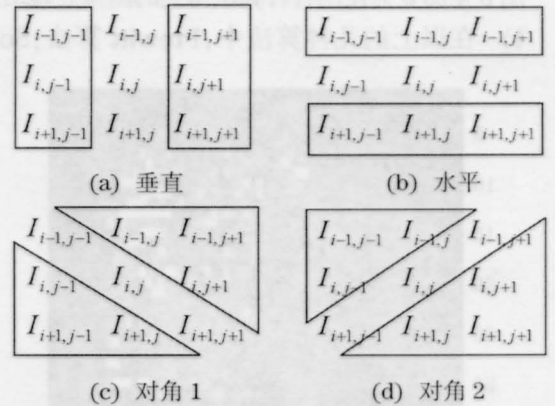 I_{i-1,j-1} I_{i-1,j} I_{i-1,j+1}
I_{i,j-1} I_{i,j} I_{i,j+1}
I_{i+1,j-1} I_{i+1,j} I_{i+1,j+1}
(a) 垂直
I_{i-1,j-1} I_{i-1,j} I_{i-1,j+1}
I_{i,j-1} I_{i,j} I_{i,j+1}
I_{i+1,j-1} I_{i+1,j} I_{i+1,j+1}
(b) 水平
I_{i-1,j-1} I_{i-1,j} I_{i-1,j+1}
I_{i,j-1} I_{i,j} I_{i,j+1}
I_{i+1,j-1} I_{i+1,j} I_{i+1,j+1}
(c) 对角 1
I_{i-1,j-1} I_{i-1,j} I_{i-1,j+1}
I_{i,j-1} I_{i,j} I_{i,j+1}
I_{i+1,j-1} I_{i+1,j} I_{i+1,j+1}
(d) 对角 2